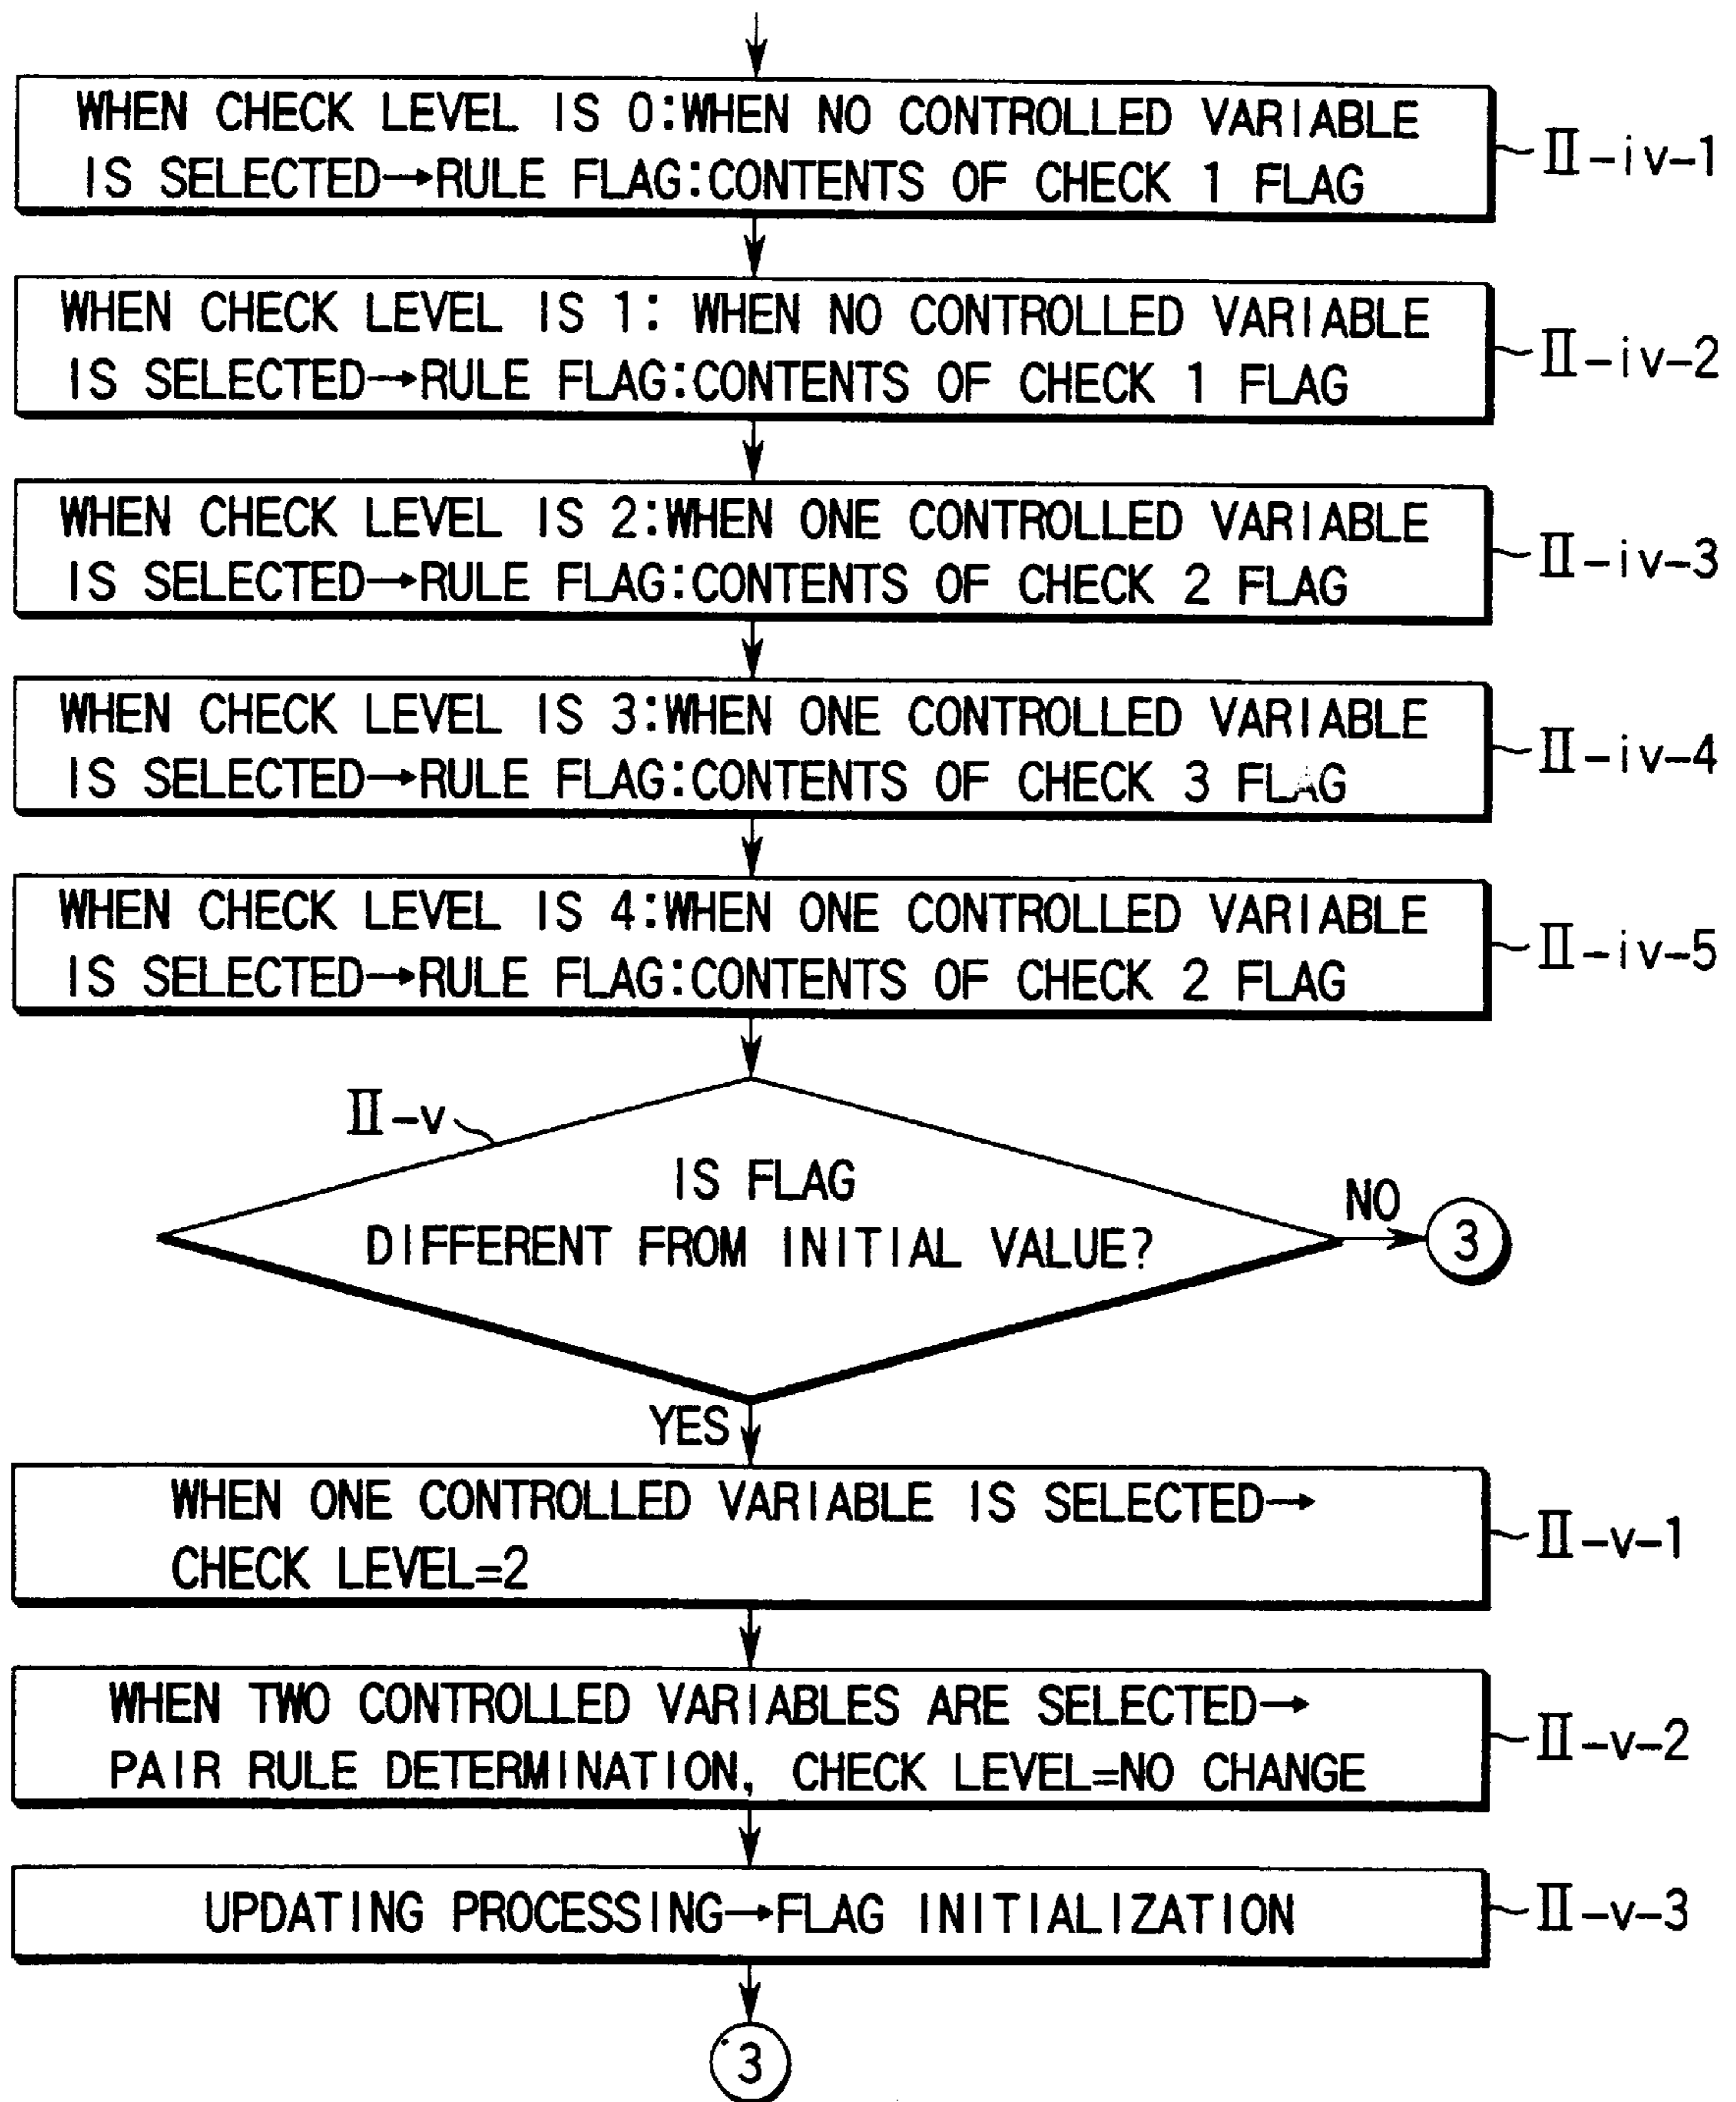 WHEN CHECK LEVEL IS 0:WHEN NO CONTROLLED VARIABLE
IS SELECTED→RULE FLAG:CONTENTS OF CHECK 1 FLAG
II-iv-1
WHEN CHECK LEVEL IS 1: WHEN NO CONTROLLED VARIABLE
IS SELECTED→RULE FLAG:CONTENTS OF CHECK 1 FLAG
II-iv-2
WHEN CHECK LEVEL IS 2:WHEN ONE CONTROLLED VARIABLE
IS SELECTED→RULE FLAG:CONTENTS OF CHECK 2 FLAG
II-iv-3
WHEN CHECK LEVEL IS 3:WHEN ONE CONTROLLED VARIABLE
IS SELECTED→RULE FLAG:CONTENTS OF CHECK 3 FLAG
II-iv-4
WHEN CHECK LEVEL IS 4:WHEN ONE CONTROLLED VARIABLE
IS SELECTED→RULE FLAG:CONTENTS OF CHECK 2 FLAG
II-iv-5
II-v
IS FLAG
DIFFERENT FROM INITIAL VALUE?
NO
3
YES
WHEN ONE CONTROLLED VARIABLE IS SELECTED→
CHECK LEVEL=2
II-v-1
WHEN TWO CONTROLLED VARIABLES ARE SELECTED→
PAIR RULE DETERMINATION, CHECK LEVEL=NO CHANGE
II-v-2
UPDATING PROCESSING→FLAG INITIALIZATION
II-v-3
3